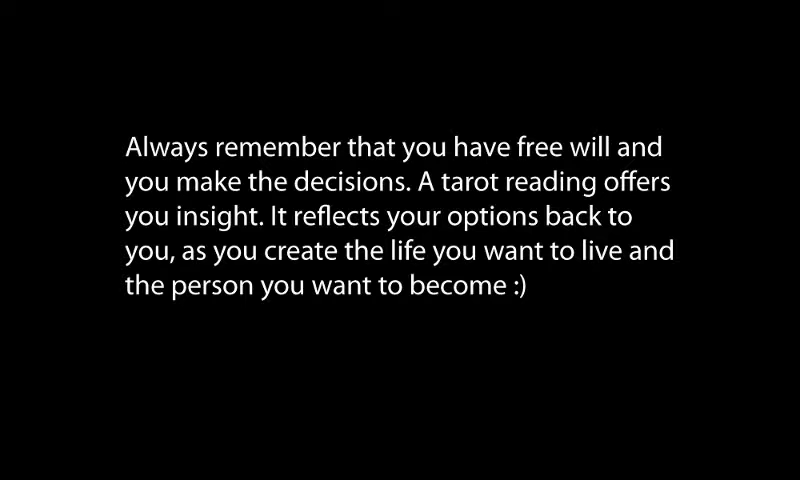 Always remember that you have free will and
you make the decisions. A tarot reading offers
you insight. It reflects your options back to
you, as you create the life you want to live and
the person you want to become :)